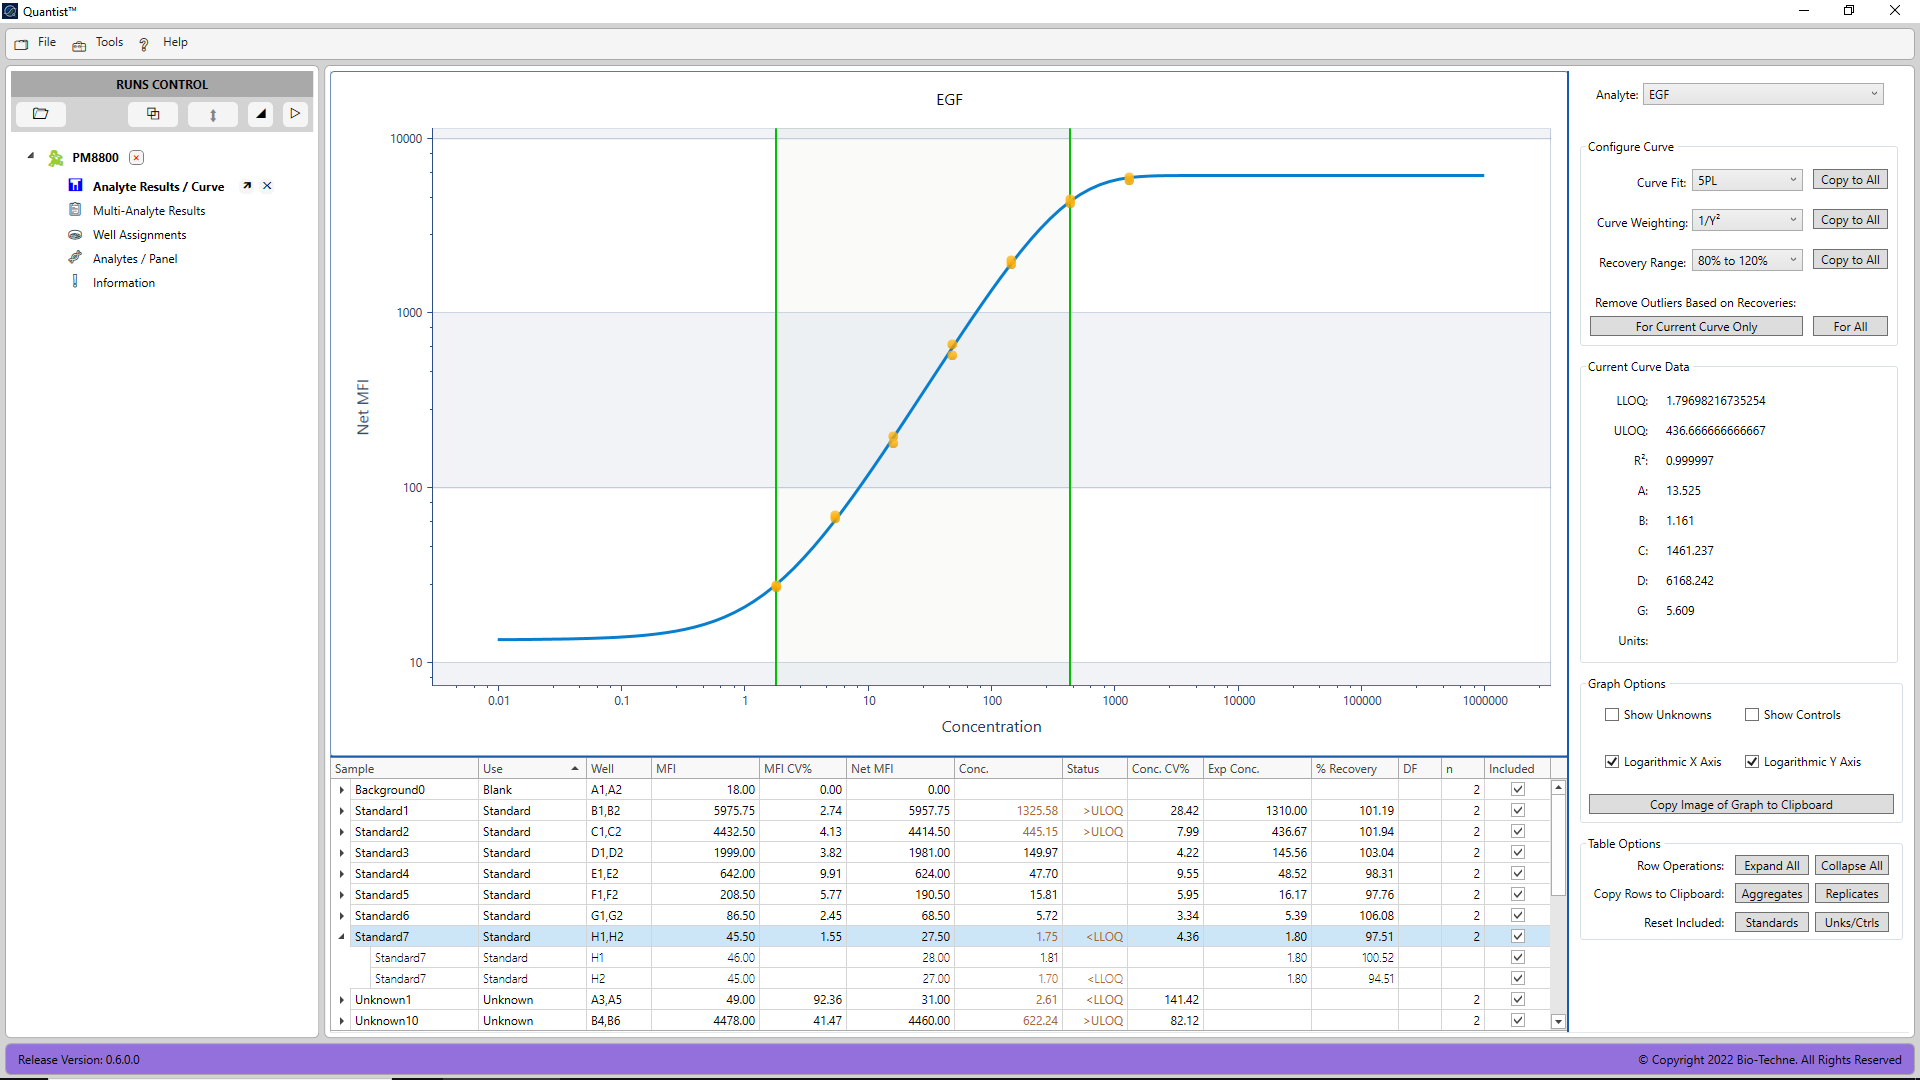 Quantist™
File Tools ? Help
RUNS CONTROL
PM8800
Analyte Results / Curve
Multi-Analyte Results
Well Assignments
Analytes / Panel
Information
EGF
10000
1000
100
10
Net MFI
0.01 0.1 1 10 100 1000 10000 100000 1000000
Concentration
Analyte: EGF
Configure Curve
Curve Fit: 5PL Copy to All
Curve Weighting: 1/Y² Copy to All
Recovery Range: 80% to 120% Copy to All
Remove Outliers Based on Recoveries:
For Current Curve Only For All
Current Curve Data
LLOQ: 1.79698216735254
ULOQ: 436.666666666667
R²: 0.999997
A: 13.525
B: 1.161
C: 1461.237
D: 6168.242
G: 5.609
Units:
Graph Options
Show Unknowns Show Controls
Logarithmic X Axis Logarithmic Y Axis
Copy Image of Graph to Clipboard
Table Options
Row Operations: Expand All Collapse All
Copy Rows to Clipboard: Aggregates Replicates
Reset Included: Standards Unks/Ctrls
Sample Use Well MFI MFI CV% Net MFI Conc. Status Conc. CV% Exp Conc. % Recovery DF n Included
Background0 Blank A1,A2 18.00 0.00 0.00 2
Standard1 Standard B1,B2 5975.75 2.74 5957.75 1325.58 >ULOQ 28.42 1310.00 101.19 2
Standard2 Standard C1,C2 4432.50 4.13 4414.50 445.15 >ULOQ 7.99 436.67 101.94 2
Standard3 Standard D1,D2 1999.00 3.82 1981.00 149.97 4.22 145.56 103.04 2
Standard4 Standard E1,E2 642.00 9.91 624.00 47.70 9.55 48.52 98.31 2
Standard5 Standard F1,F2 208.50 5.77 190.50 15.81 5.95 16.17 97.76 2
Standard6 Standard G1,G2 86.50 2.45 68.50 5.72 3.34 5.39 106.08 2
Standard7 Standard H1,H2 45.50 1.55 27.50 1.75 <LLOQ 4.36 1.80 97.51 2
Standard7 Standard H1 46.00 28.00 1.81 1.80 100.52
Standard7 Standard H2 45.00 27.00 1.70 <LLOQ 1.80 94.51
Unknown1 Unknown A3,A5 49.00 92.36 31.00 2.61 <LLOQ 141.42 2
Unknown10 Unknown B4,B6 4478.00 41.47 4460.00 622.24 >ULOQ 82.12 2
Release Version: 0.6.0.0
© Copyright 2022 Bio-Techne. All Rights Reserved